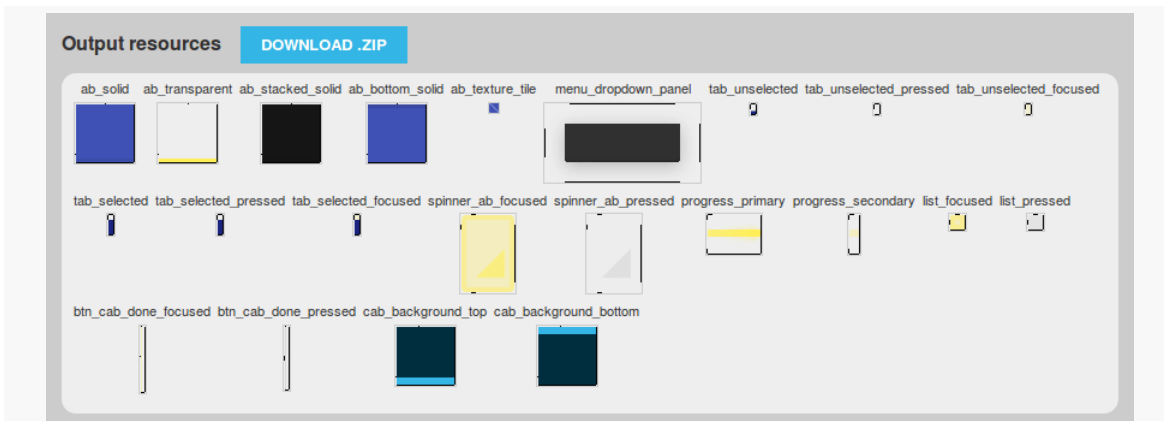 Output resources DOWNLOAD .ZIP
ab_solid ab_transparent ab_stacked_solid ab_bottom_solid ab_texture_tile menu_dropdown_panel tab_unselected tab_unselected_pressed tab_unselected_focused
tab_selected tab_selected_pressed tab_selected_focused spinner_ab_focused spinner_ab_pressed progress_primary progress_secondary list_focused list_pressed
btn_cab_done_focused btn_cab_done_pressed cab_background_top cab_background_bottom